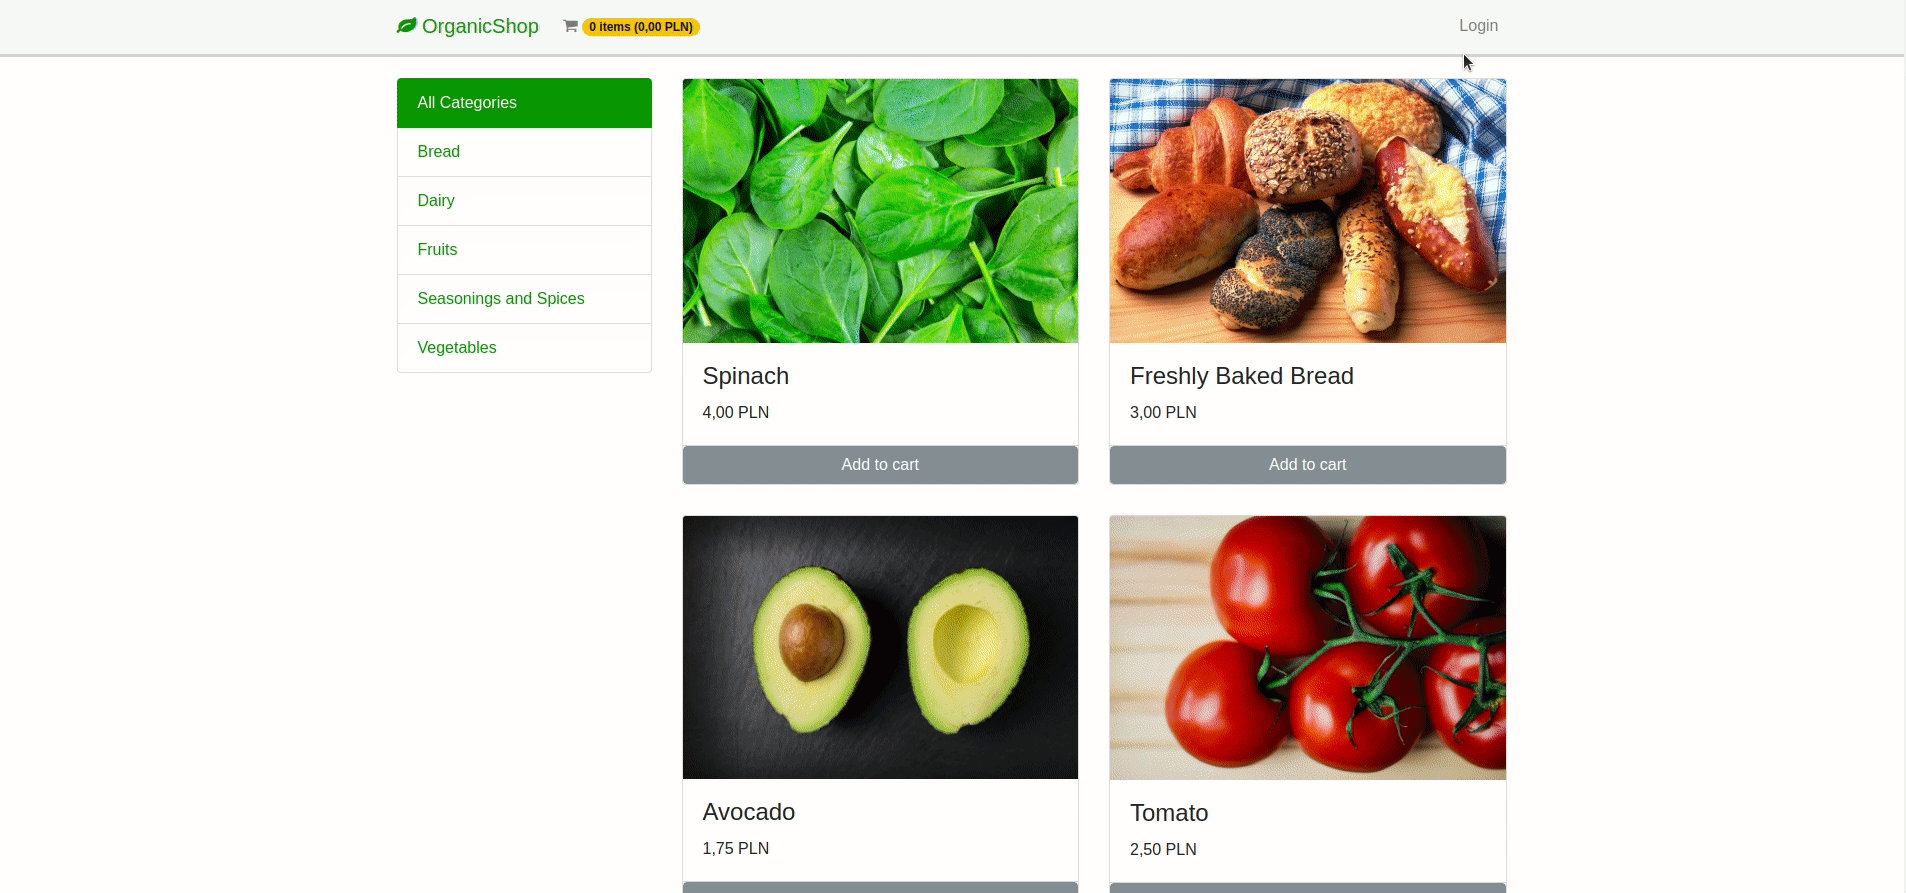 OrganicShop
0 items (0,00 PLN)
Login
All Categories
Bread
Dairy
Fruits
Seasonings and Spices
Vegetables
Spinach
4,00 PLN
Add to cart
Freshly Baked Bread
3,00 PLN
Add to cart
Avocado
1,75 PLN
Tomato
2,50 PLN